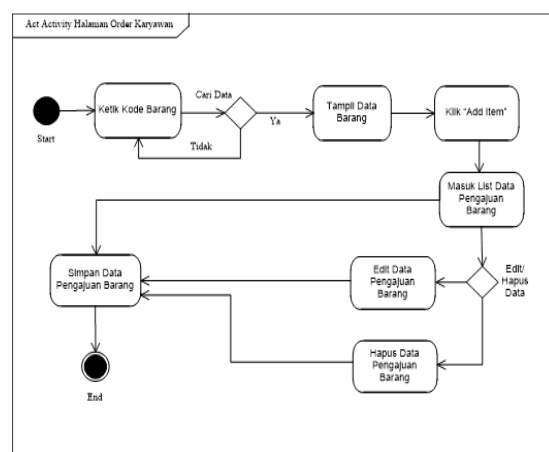 Act Activity Halaman Order Karyawan
Start
Ketik Kode Barang
Cari Data
Ya
Tidak
Tampil Data
Barang
Klik "Add Item"
Masuk List Data
Pengajuan
Barang
Edit/
Hapus
Data
Edit Data
Pengajuan
Barang
Hapus Data
Pengajuan
Barang
Simpan Data
Pengajuan Barang
End